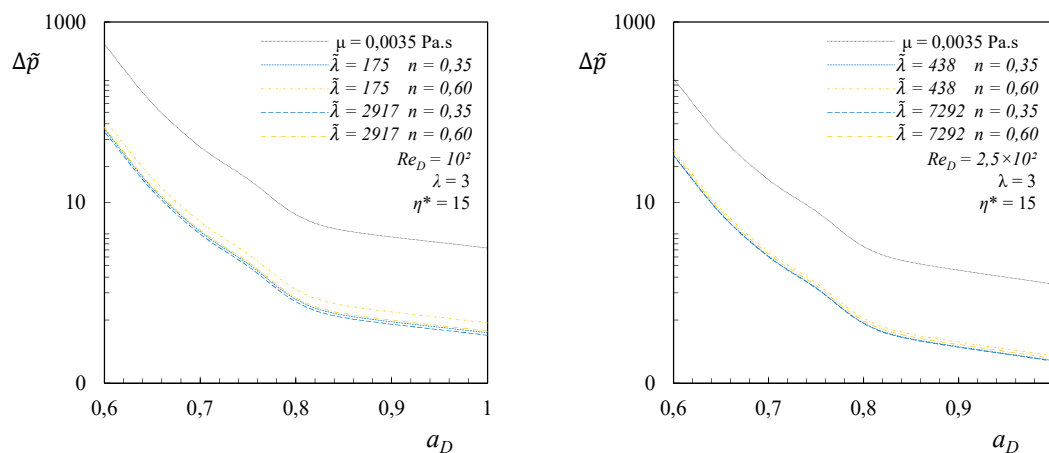 1000
Δp̃
μ = 0,0035 Pa.s
λ̃ = 175 n = 0,35
λ̃ = 175 n = 0,60
λ̃ = 2917 n = 0,35
λ̃ = 2917 n = 0,60
Re_D = 10²
λ = 3
η* = 15
10
0
0,6 0,7 0,8 0,9 1
a_D
1000
Δp̃
μ = 0,0035 Pa.s
λ̃ = 438 n = 0,35
λ̃ = 438 n = 0,60
λ̃ = 7292 n = 0,35
λ̃ = 7292 n = 0,60
Re_D = 2,5×10²
λ = 3
η* = 15
10
0
0,6 0,7 0,8 0,9
a_D